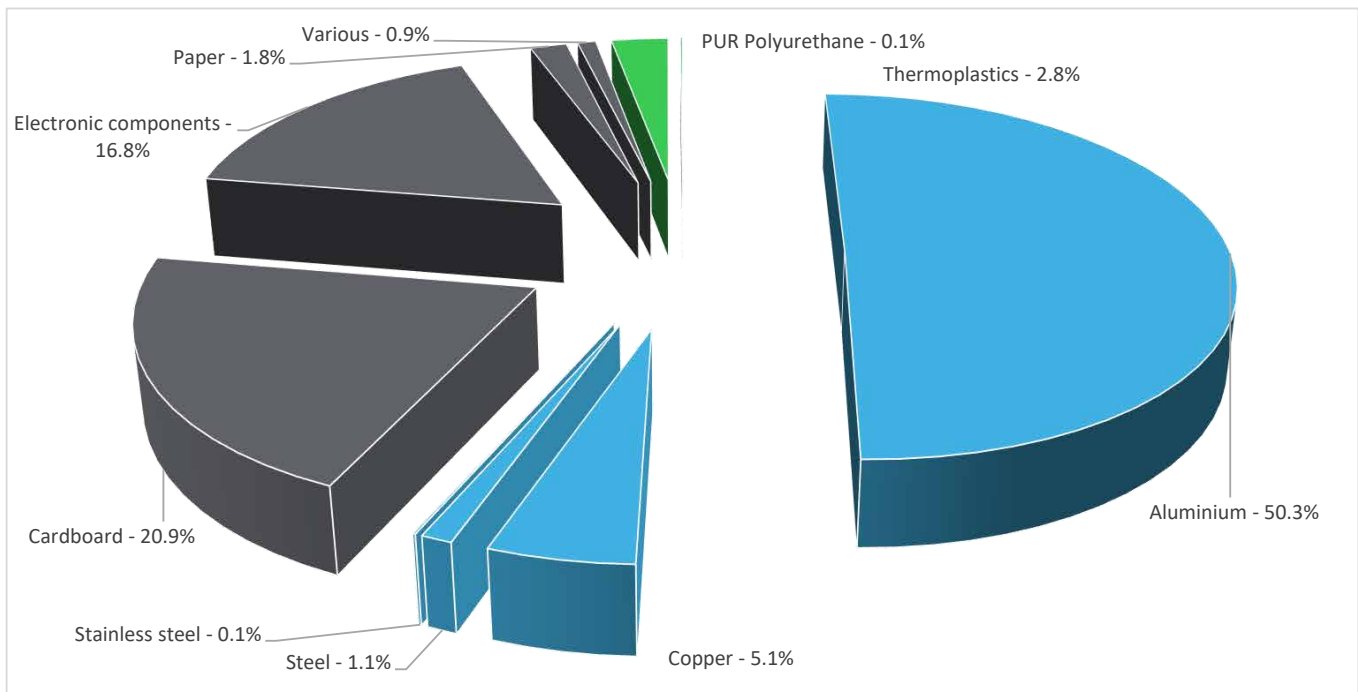 Various - 0.9%
PUR Polyurethane - 0.1%
Paper - 1.8%
Thermoplastics - 2.8%
Electronic components -
16.8%
Aluminium - 50.3%
Cardboard - 20.9%
Stainless steel - 0.1%
Steel - 1.1%
Copper - 5.1%